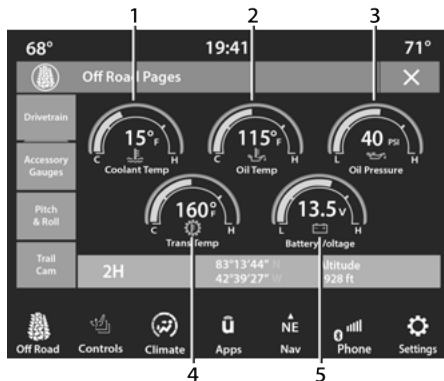 1 2 3
68° 19:41 71°
Off Road Pages
Drivetrain
Accessory
Gauges
Pitch
& Roll
Trail
Cam
15°F
C H
Coolant Temp
115°F
C H
Oil Temp
40 PSI
L H
Oil Pressure
160°F
C H
Trans Temp
13.5v
L H
Battery Voltage
2H
83°13'44" N
42°39'27" W
ltitude
928 ft
Off Road Controls Climate Apps Nav Phone Settings
û
NE
4 5